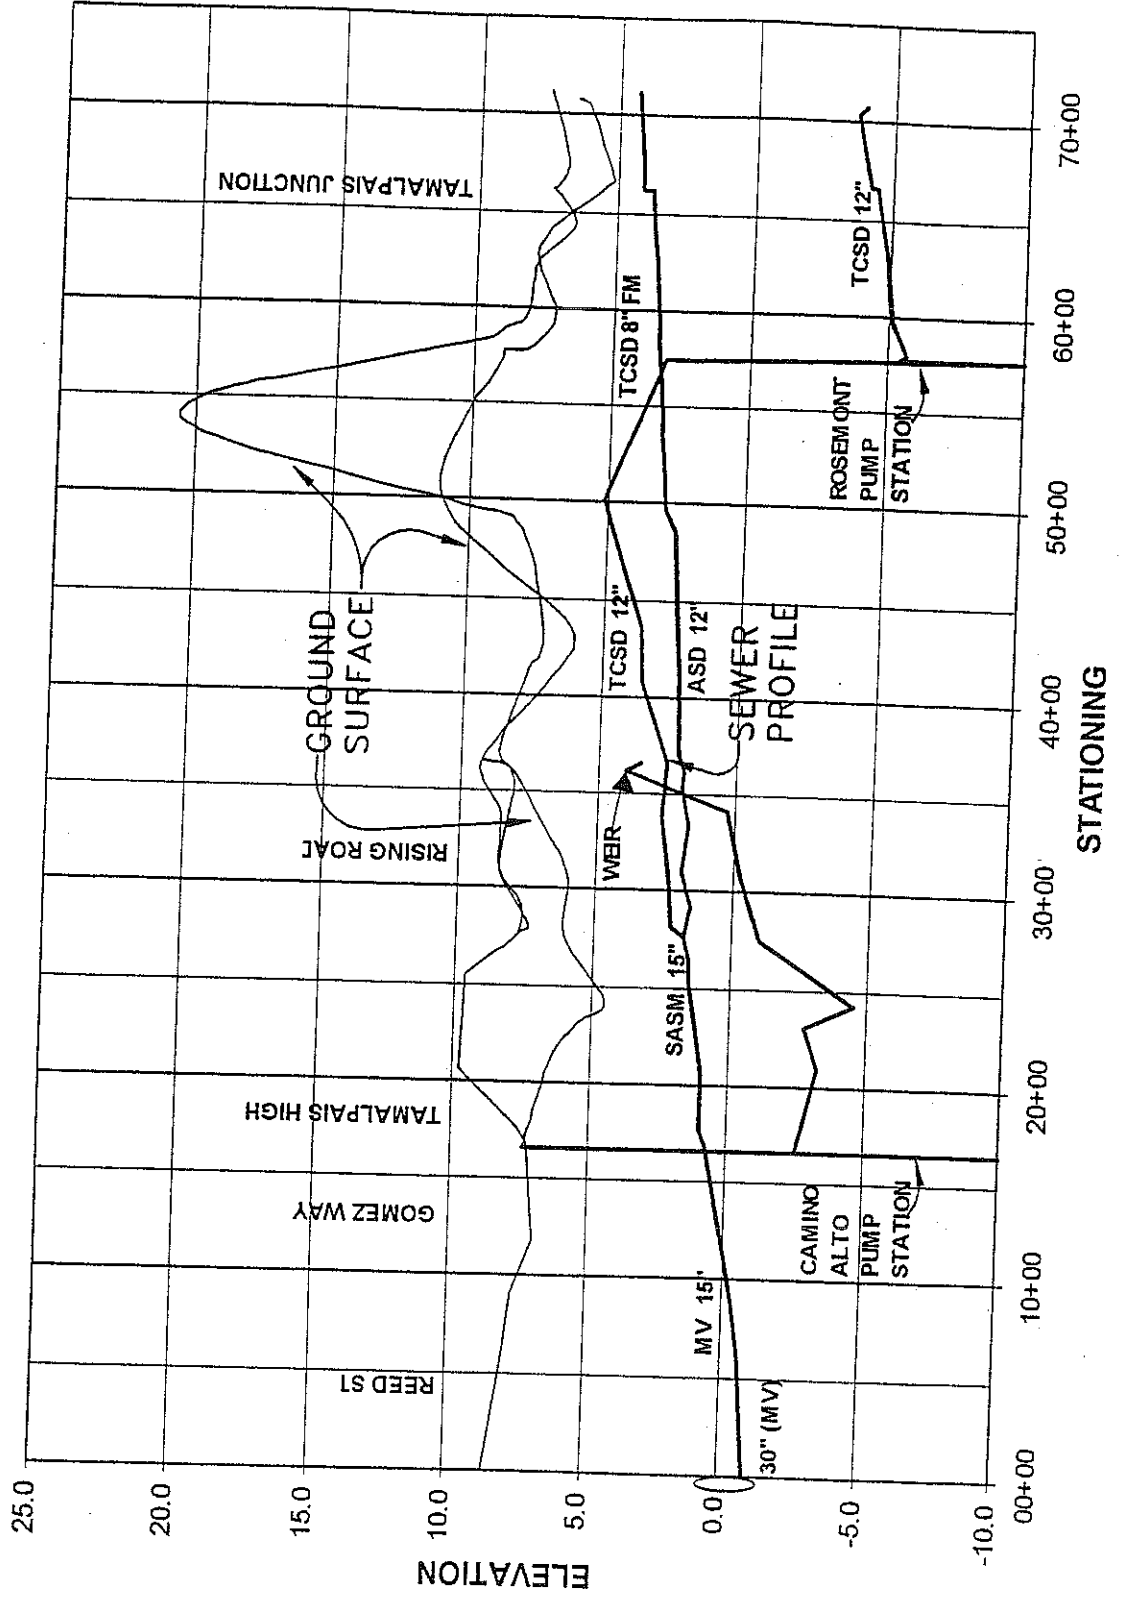 ELEVATION
25.0
20.0
15.0
10.0
5.0
0.0
-5.0
-10.0
REED ST
GOMEZ WAY
TAMALPAIS HIGH
RISING ROAD
TAMALPAIS JUNCTION
GROUND
SURFACE
WEIR
TCSD 12"
TCSD 8" FM
ASD 12"
SEWER
PROFILE
SASM 15"
MV 15"
30" (MV)
CAMINO
ALTO
PUMP
STATION
ROSEMONT
PUMP
STATION
TCSD 12"
00+00
10+00
20+00
30+00
40+00
50+00
60+00
70+00
STATIONING